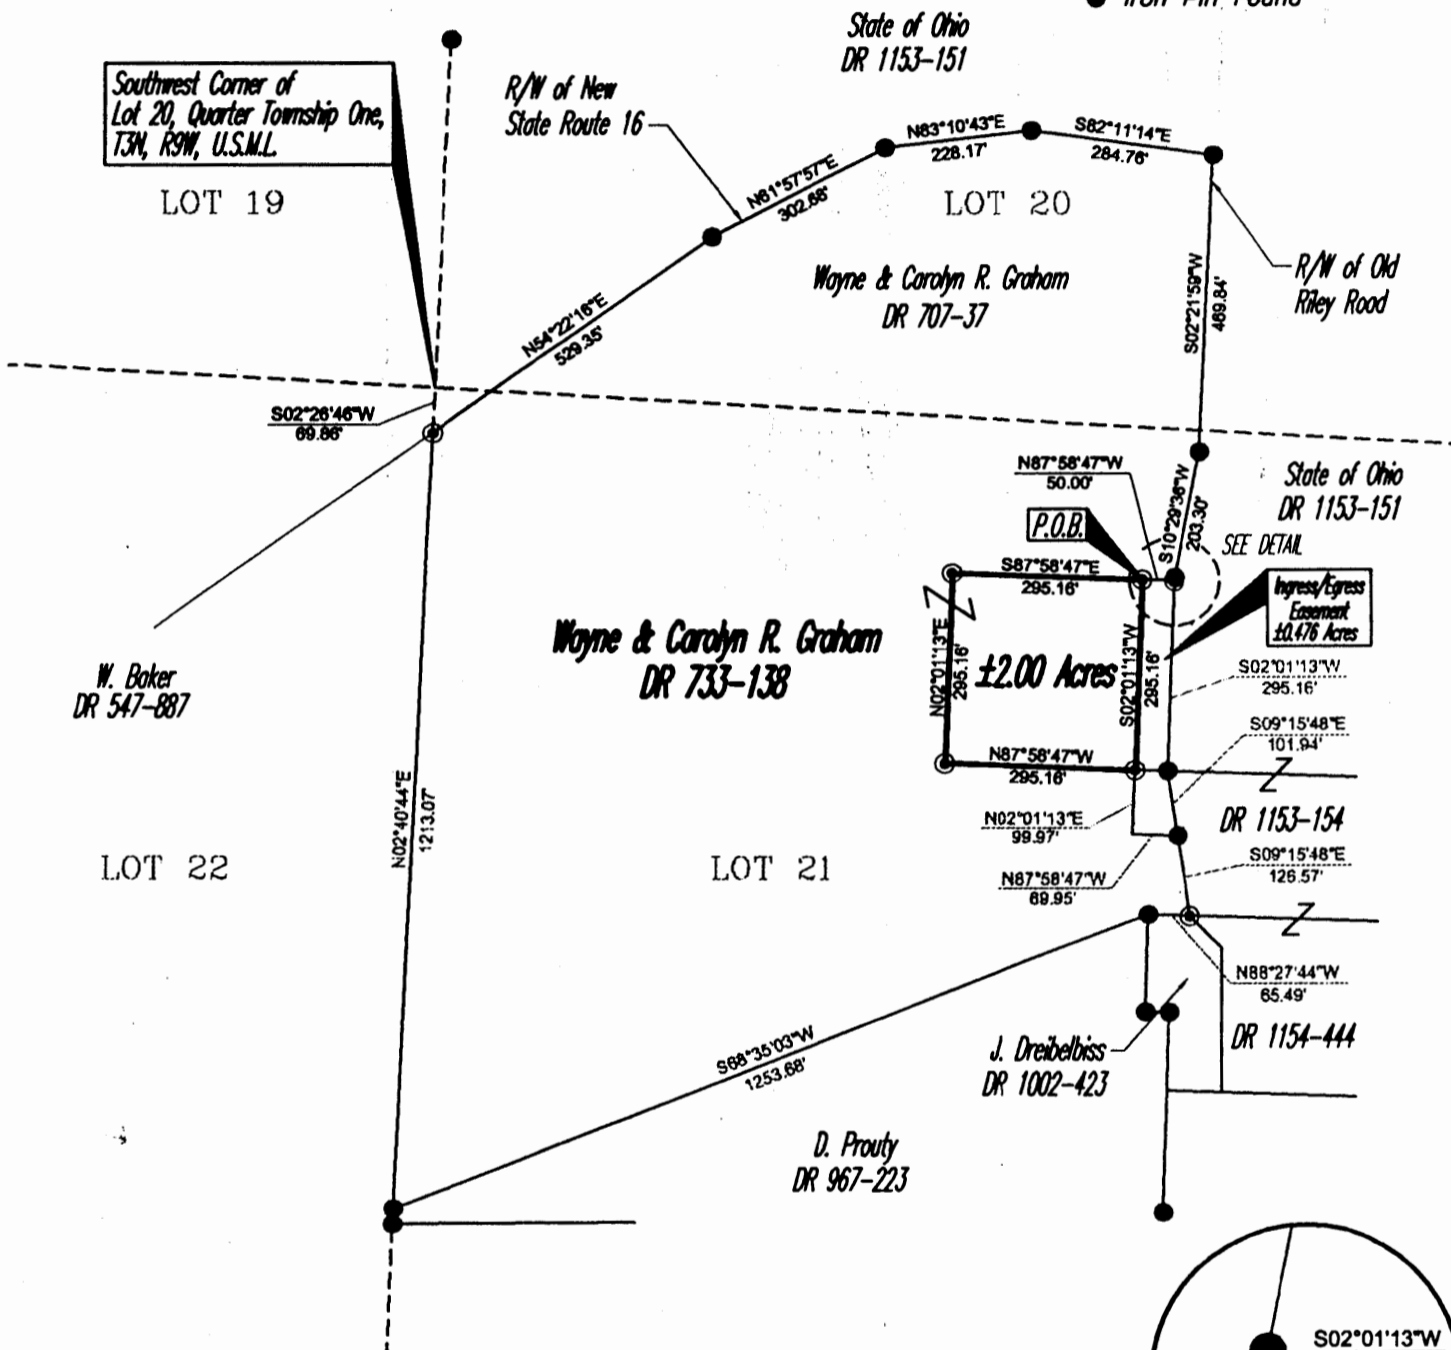 Iron Pin Found
State of Ohio
DR 1153-151
Southwest Corner of
Lot 20, Quarter Township One,
T3N, R9W, U.S.M.L.
R/W of New
State Route 16
N83°10'43"E
228.17'
S82°11'14"E
284.76'
N61°57'57"E
302.68'
LOT 19
LOT 20
Wayne & Carolyn R. Graham
DR 707-37
R/W of Old
Riley Road
S02°21'59"W
469.84'
N54°22'16"E
529.35'
S02°26'46"W
69.86'
N87°58'47"W
50.00'
State of Ohio
DR 1153-151
S10°29'36"W
203.30'
P.O.B.
SEE DETAIL
S87°58'47"E
295.16'
Ingress/Egress
Easement
±0.476 Acres
Wayne & Carolyn R. Graham
DR 733-138
N02°01'13"E
295.16'
±2.00 Acres
S02°01'13"W
295.16'
S02°01'13"W
295.16'
W. Baker
DR 547-887
S09°15'48"E
101.94'
N87°58'47"W
295.16'
N02°40'44"E
1213.07'
N02°01'13"E
99.97'
DR 1153-154
LOT 22
LOT 21
S09°15'48"E
126.57'
N87°58'47"W
69.95'
N88°27'44"W
65.49'
S68°35'03"W
1253.68'
J. Dreibelbiss
DR 1002-423
DR 1154-444
D. Prouty
DR 967-223
S02°01'13"W